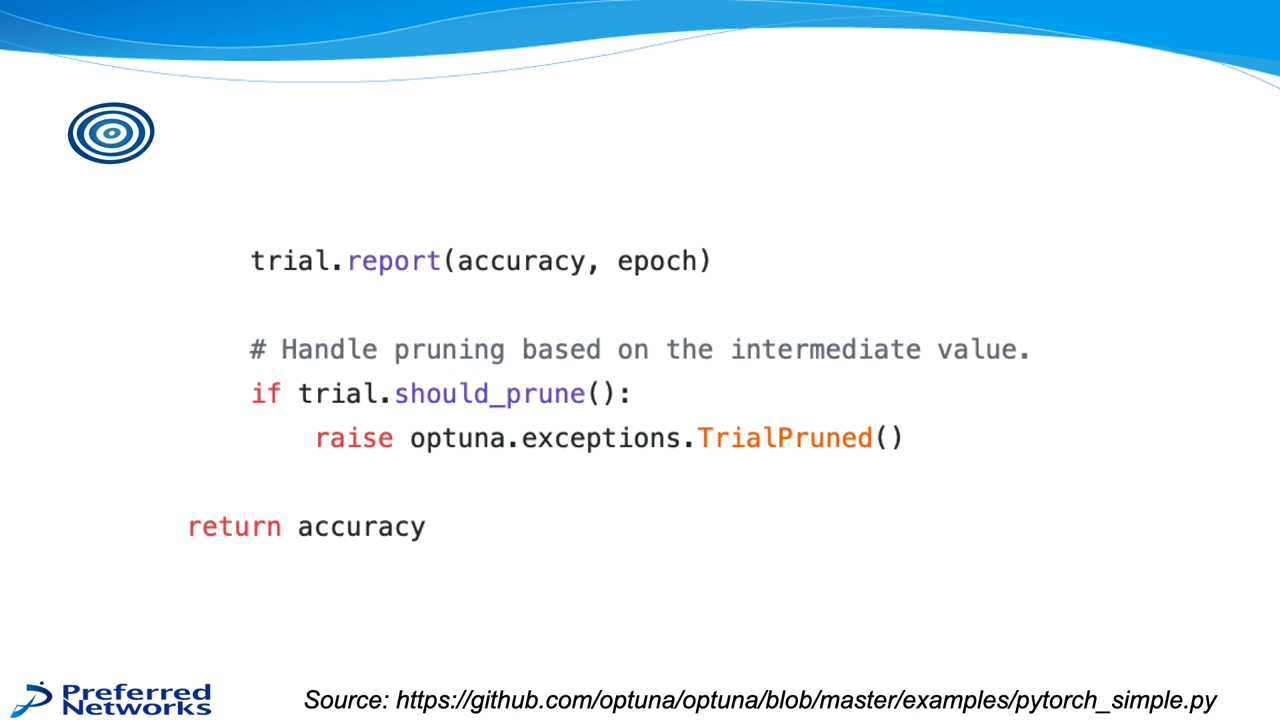 trial.report(accuracy, epoch)
# Handle pruning based on the intermediate value.
if trial.should_prune():
raise optuna.exceptions.TrialPruned()
return accuracy
Preferred
Networks
Source: https://github.com/optuna/optuna/blob/master/examples/pytorch_simple.py